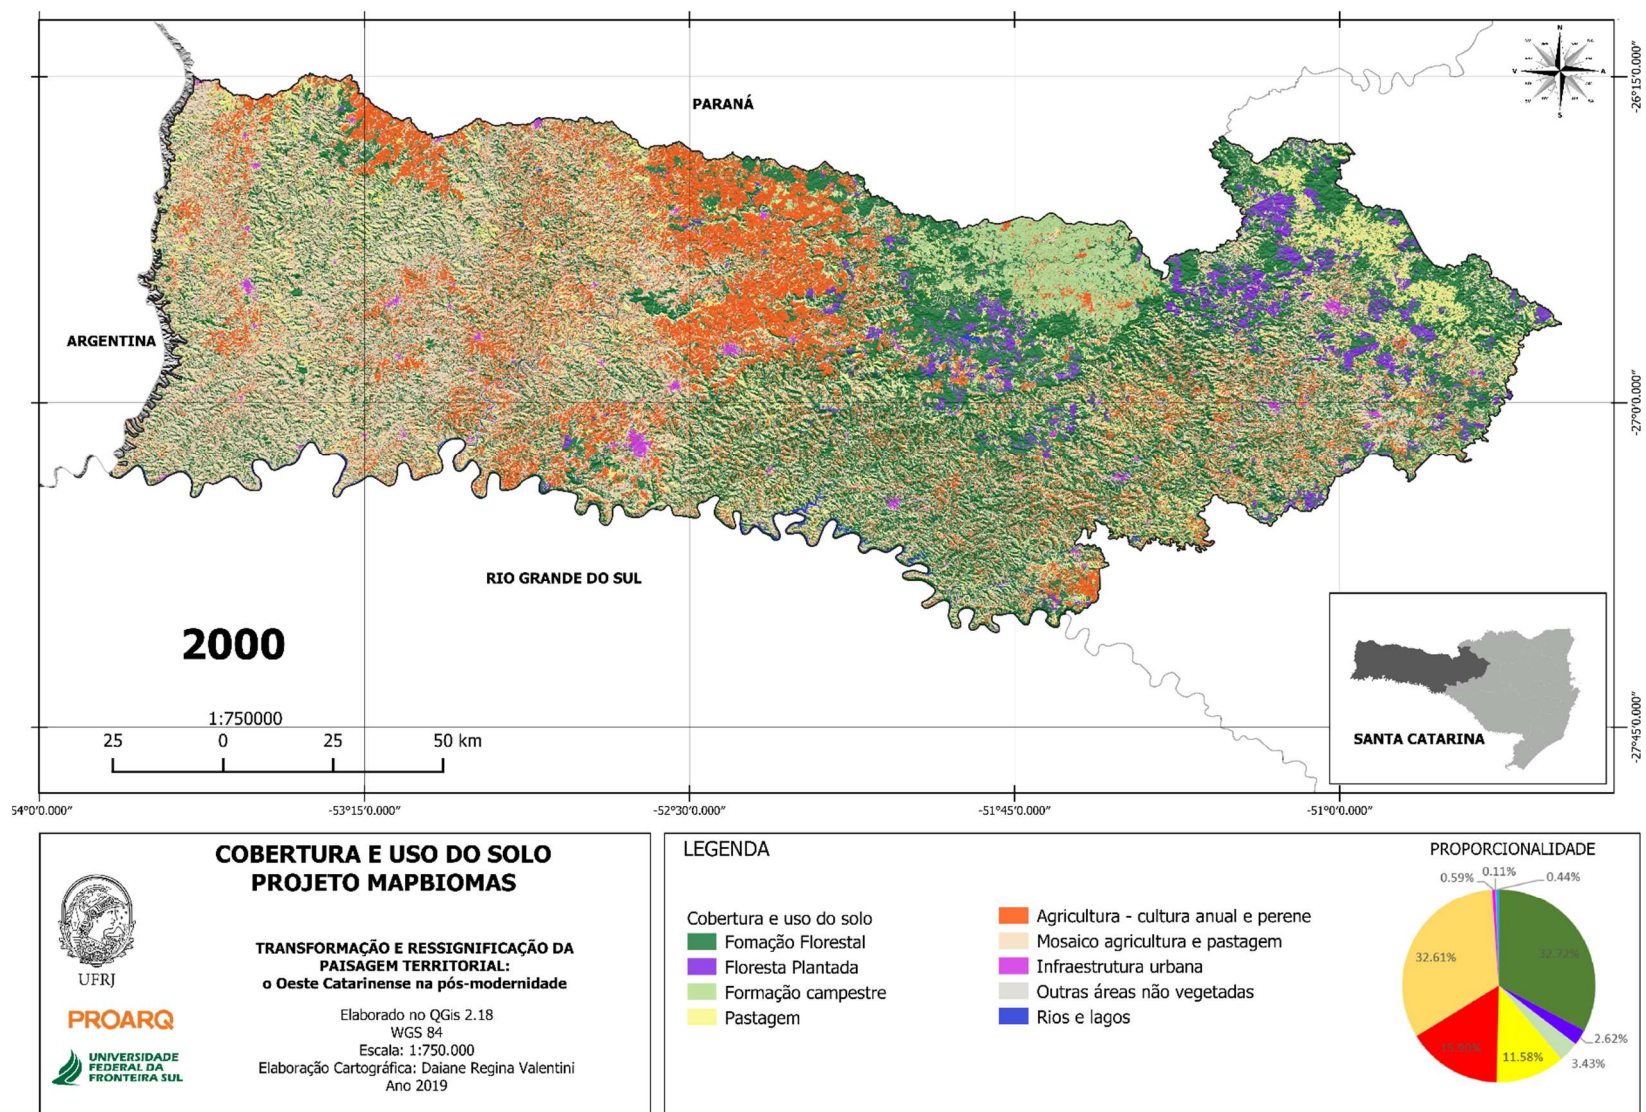 PARANÁ
N
V
A
S
-26°15'0.000"
ARGENTINA
-27°0'0.000"
RIO GRANDE DO SUL
2000
1:750000
25 0 25 50 km
SANTA CATARINA
-27°45'0.000"
54°0'0.000" -53°15'0.000" -52°30'0.000" -51°45'0.000" -51°0'0.000"
COBERTURA E USO DO SOLO
PROJETO MAPBIOMAS
TRANSFORMAÇÃO E RESSIGNIFICAÇÃO DA
PAISAGEM TERRITORIAL:
o Oeste Catarinense na pós-modernidade
UFRJ
PROARQ
UNIVERSIDADE
FEDERAL DA
FRONTEIRA SUL
Elaborado no QGis 2.18
WGS 84
Escala: 1:750.000
Elaboração Cartográfica: Daiane Regina Valentini
Ano 2019
LEGENDA
Cobertura e uso do solo
Fomação Florestal
Floresta Plantada
Formação campestre
Pastagem
Agricultura - cultura anual e perene
Mosaico agricultura e pastagem
Infraestrutura urbana
Outras áreas não vegetadas
Rios e lagos
PROPORCIONALIDADE
0.59% 0.11% 0.44%
32.61% 32.72%
2.62%
3.43%
11.58%